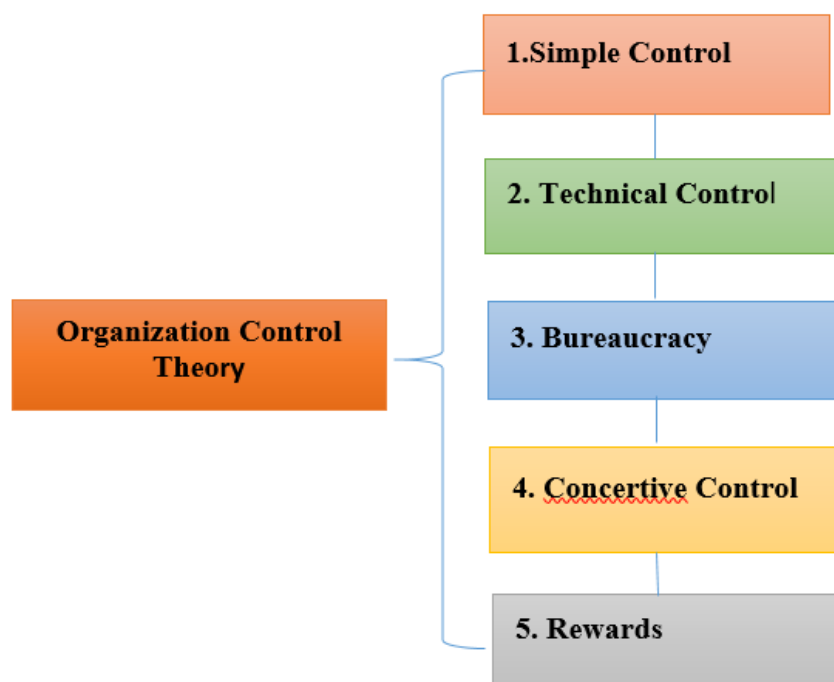 1.Simple Control
2. Technical Control
Organization Control
Theory
3. Bureaucracy
4. Concertive Control
5. Rewards